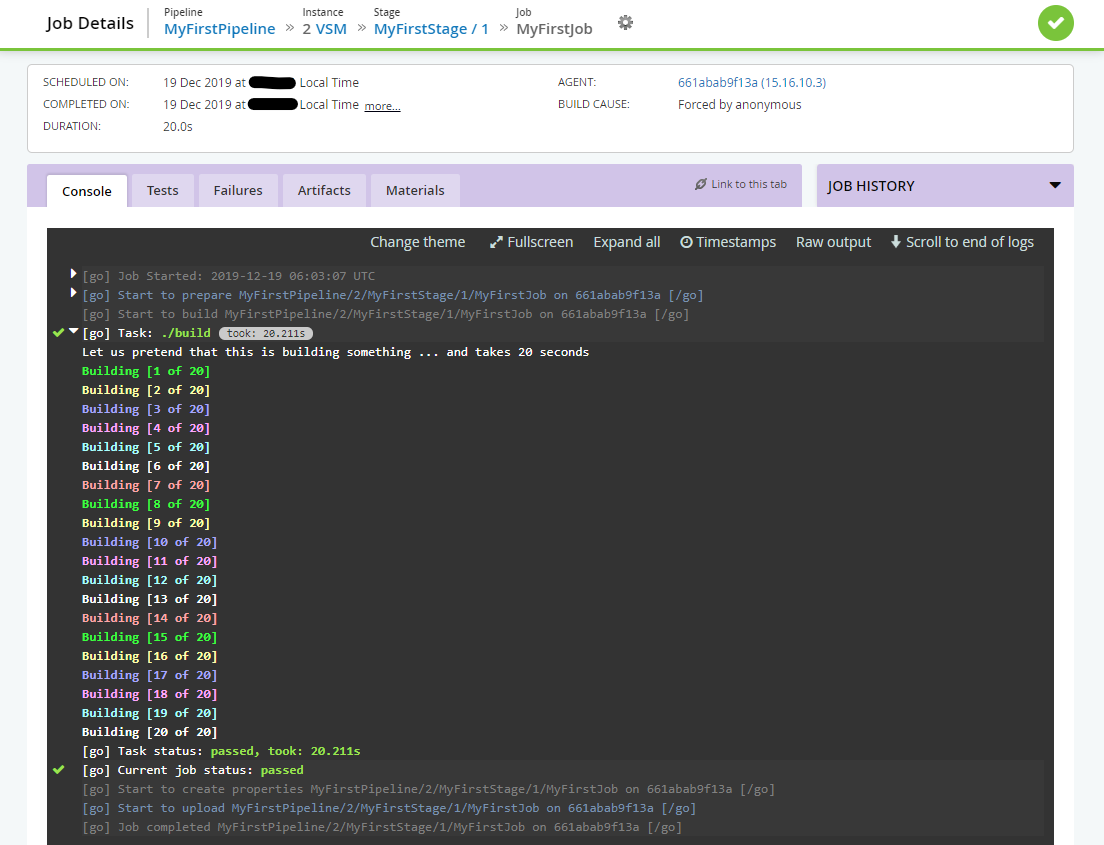 Job Details
Pipeline
MyFirstPipeline
»
Instance
2 VSM
»
Stage
MyFirstStage / 1
»
Job
MyFirstJob
SCHEDULED ON: 19 Dec 2019 at Local Time
COMPLETED ON: 19 Dec 2019 at Local Time more...
DURATION: 20.0s
AGENT: 661abab9f13a (15.16.10.3)
BUILD CAUSE: Forced by anonymous
Console Tests Failures Artifacts Materials Link to this tab
JOB HISTORY
Change theme Fullscreen Expand all Timestamps Raw output Scroll to end of logs
[go] Job Started: 2019-12-19 06:03:07 UTC
[go] Start to prepare MyFirstPipeline/2/MyFirstStage/1/MyFirstJob on 661abab9f13a [/go]
[go] Start to build MyFirstPipeline/2/MyFirstStage/1/MyFirstJob on 661abab9f13a [/go]
[go] Task: ./build took: 20.211s
Let us pretend that this is building something ... and takes 20 seconds
Building [1 of 20]
Building [2 of 20]
Building [3 of 20]
Building [4 of 20]
Building [5 of 20]
Building [6 of 20]
Building [7 of 20]
Building [8 of 20]
Building [9 of 20]
Building [10 of 20]
Building [11 of 20]
Building [12 of 20]
Building [13 of 20]
Building [14 of 20]
Building [15 of 20]
Building [16 of 20]
Building [17 of 20]
Building [18 of 20]
Building [19 of 20]
Building [20 of 20]
[go] Task status: passed, took: 20.211s
[go] Current job status: passed
[go] Start to create properties MyFirstPipeline/2/MyFirstStage/1/MyFirstJob on 661abab9f13a [/go]
[go] Start to upload MyFirstPipeline/2/MyFirstStage/1/MyFirstJob on 661abab9f13a [/go]
[go] Job completed MyFirstPipeline/2/MyFirstStage/1/MyFirstJob on 661abab9f13a [/go]